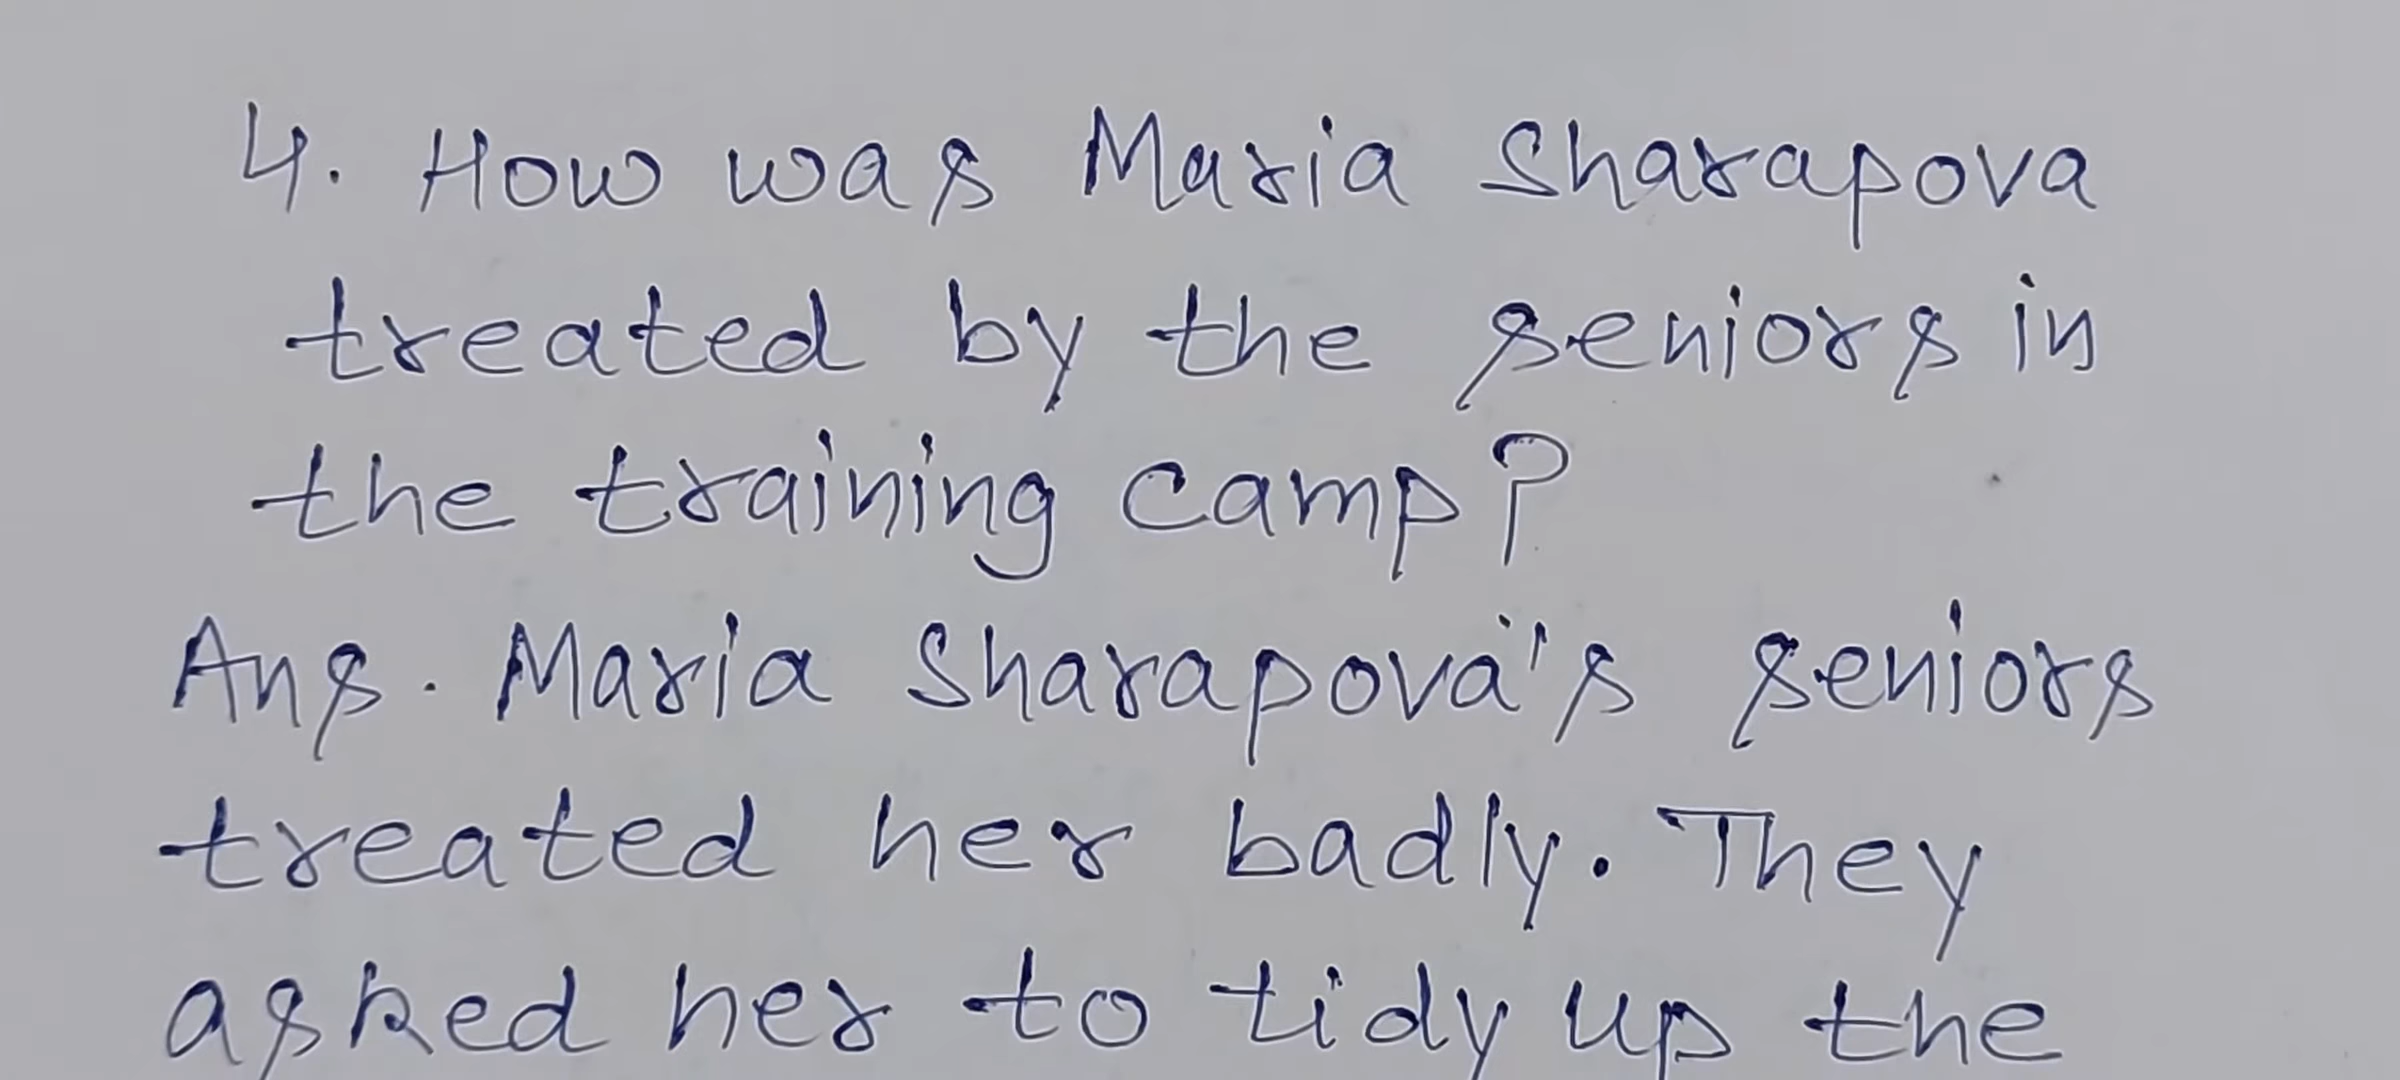 4. How was Maria Sharapova
treated by the seniors in
the training camp?
Ans. Maria Sharapova's seniors
treated her badly. They
asked her to tidy up the